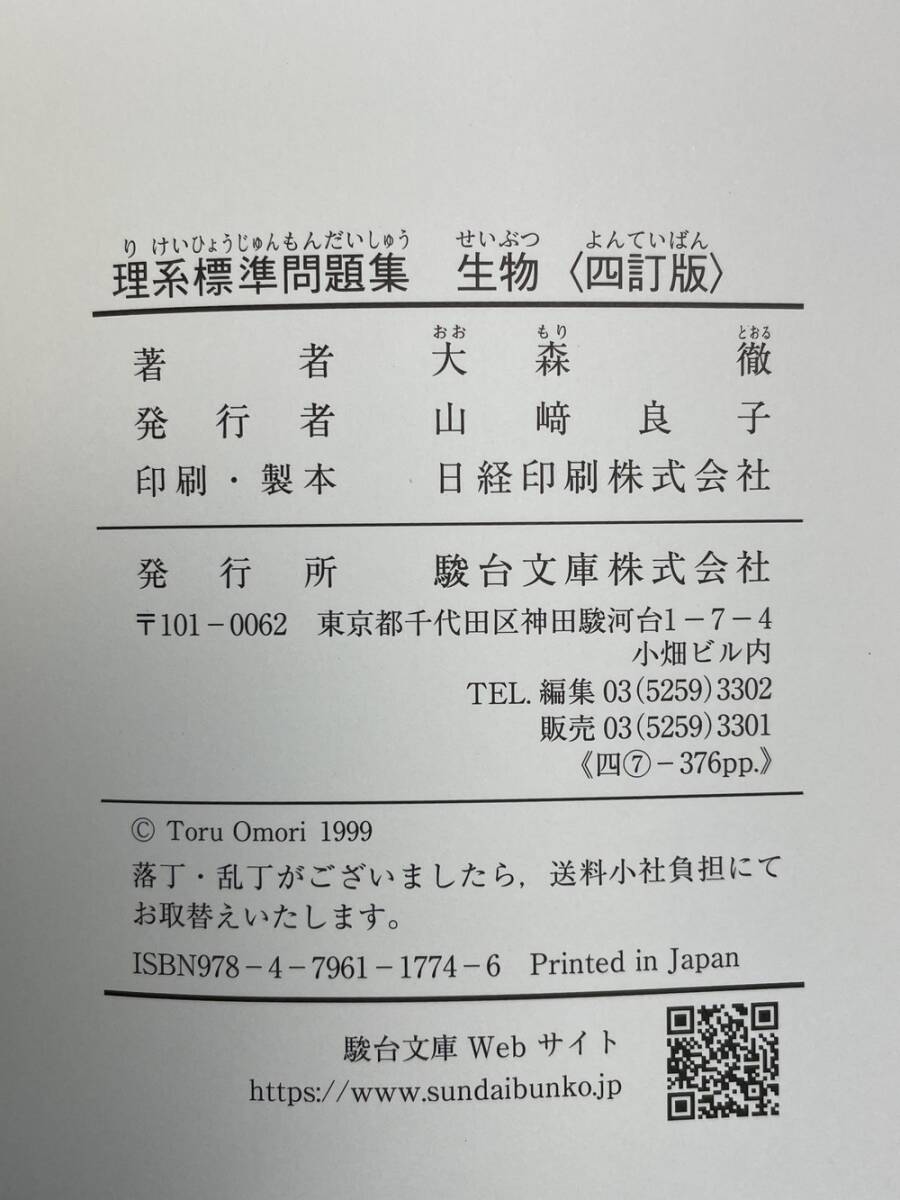 りけいひょうじゅんもんだいしゅう　せいぶつ　よんていばん
理系標準問題集　生物〈四訂版〉
おお　もり　とおる
著者　大森　徹
発行者　山﨑良子
印刷・製本　日経印刷株式会社
発行所　駿台文庫株式会社
〒101－0062　東京都千代田区神田駿河台1－7－4
小畑ビル内
TEL. 編集 03(5259)3302
販売 03(5259)3301
《四⑦－376pp.》
© Toru Omori 1999
落丁・乱丁がございましたら，送料小社負担にて
お取替えいたします。
ISBN978－4－7961－1774－6　Printed in Japan
駿台文庫 Web サイト
https://www.sundaibunko.jp